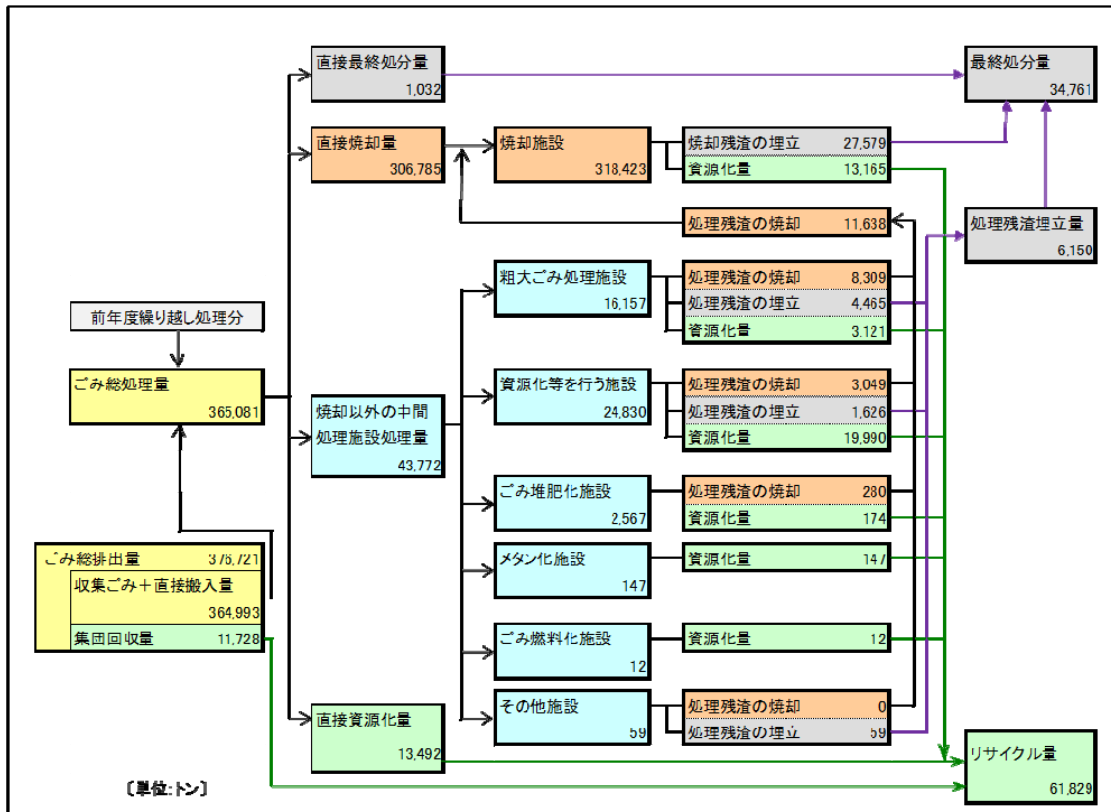 直接最終処分量
1,032
最終処分量
34,761
直接焼却量
306,785
焼却施設
318,423
焼却残渣の埋立 27,579
資源化量 13,165
処理残渣の焼却 11,638
処理残渣埋立量
6,150
粗大ごみ処理施設
16,157
処理残渣の焼却 8,309
処理残渣の埋立 4,465
資源化量 3.121
前年度繰り越し処理分
ごみ総処理量
365,081
焼却以外の中間
処理施設処理量
43,772
資源化等を行う施設
24,830
処理残渣の焼却 3,049
処理残渣の埋立 1,626
資源化量 19,990
ごみ堆肥化施設
2,567
処理残渣の焼却 280
資源化量 174
ごみ総排出量 376,721
収集ごみ+直接搬入量
364,993
集団回収量 11,728
メタン化施設
147
資源化量 147
ごみ燃料化施設
12
資源化量 12
その他施設
59
処理残渣の焼却 0
処理残渣の埋立 59
直接資源化量
13,492
リサイクル量
61,829
〔単位:トン〕